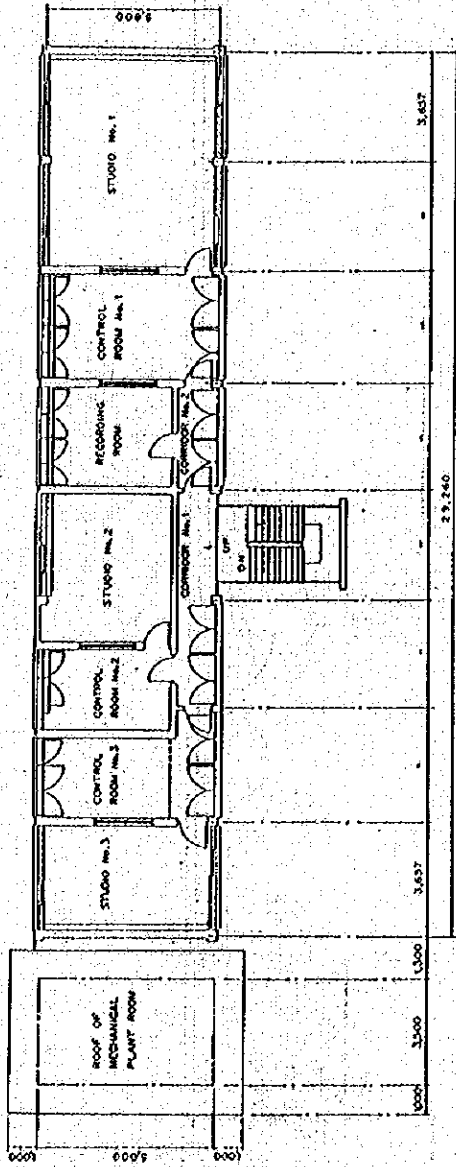 ROOF OF
MECHANICAL
PLANT ROOM
STUDIO No.3
CONTROL
ROOM No.3
CONTROL
ROOM No.2
STUDIO No.2
RECORDING
ROOM
CONTROL
ROOM No.1
STUDIO No.1
CORRIDOR No.1
CORRIDOR No.2
UP
DN
1,000
5,000
1,000
1,000
3,500
1,300
3,657
3,657
29,260